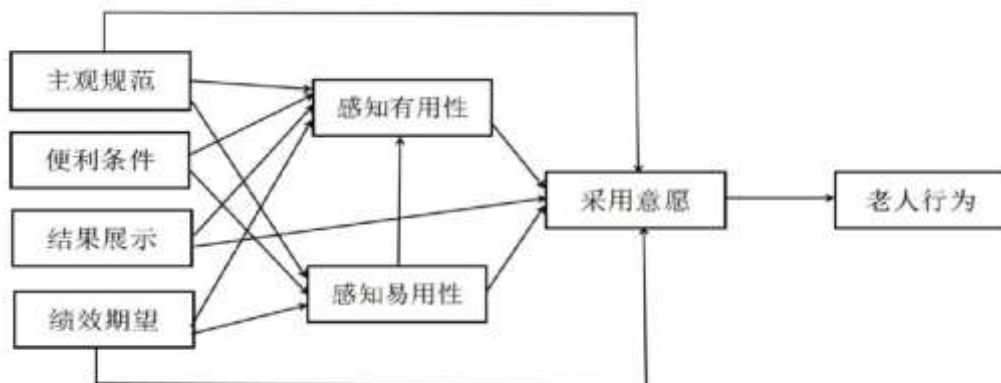 主观规范
便利条件
结果展示
绩效期望
感知有用性
感知易用性
采用意愿
老人行为